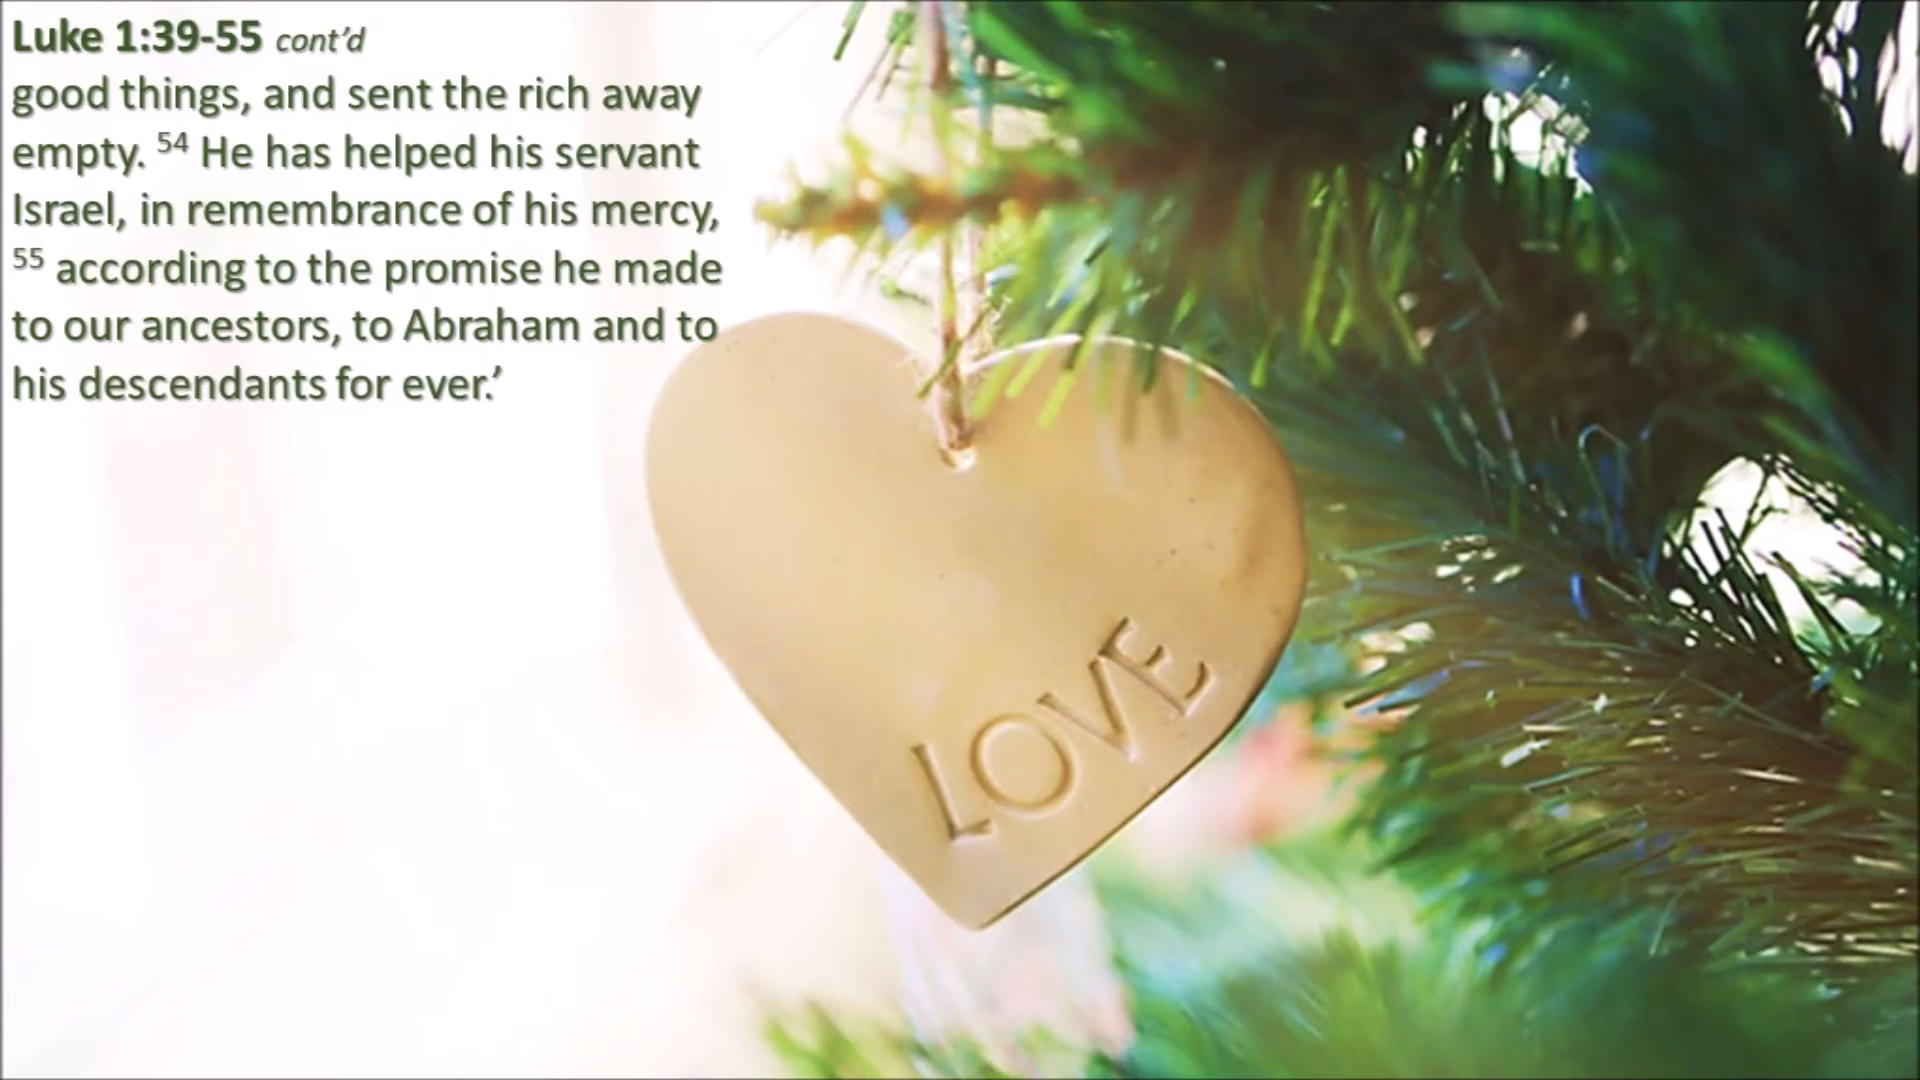 Luke 1:39-55 cont’d
good things, and sent the rich away
empty. 54 He has helped his servant
Israel, in remembrance of his mercy,
55 according to the promise he made
to our ancestors, to Abraham and to
his descendants for ever.’
LOVE